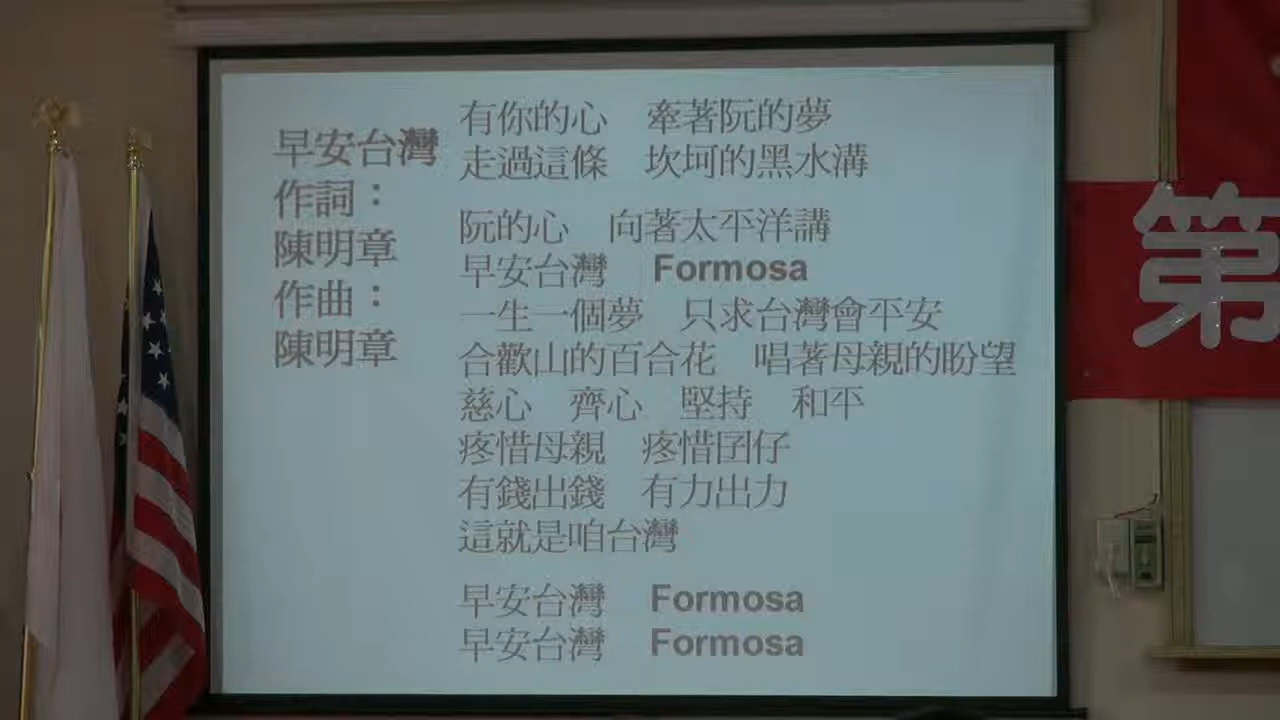 早安台灣
作詞：
陳明章
作曲：
陳明章
有你的心　牽著阮的夢
走過這條　坎坷的黑水溝
阮的心　向著太平洋講
早安台灣　Formosa
一生一個夢　只求台灣會平安
合歡山的百合花　唱著母親的盼望
慈心　齊心　堅持　和平
疼惜母親　疼惜囝仔
有錢出錢　有力出力
這就是咱台灣
早安台灣　Formosa
早安台灣　Formosa
第